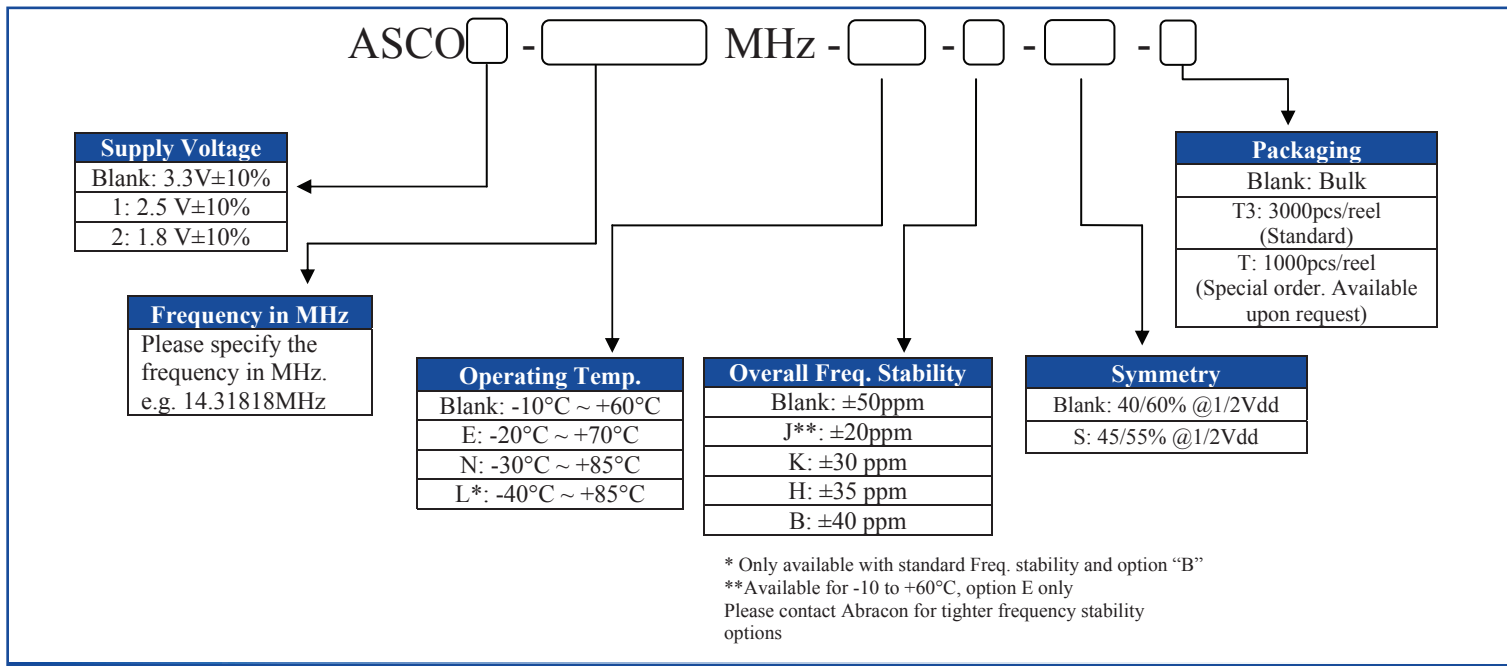 ASCO - MHz - - - -
Supply Voltage
Blank: 3.3V±10%
1: 2.5 V±10%
2: 1.8 V±10%
Frequency in MHz
Please specify the
frequency in MHz.
e.g. 14.31818MHz
Operating Temp.
Blank: -10°C ~ +60°C
E: -20°C ~ +70°C
N: -30°C ~ +85°C
L*: -40°C ~ +85°C
Overall Freq. Stability
Blank: ±50ppm
J**: ±20ppm
K: ±30 ppm
H: ±35 ppm
B: ±40 ppm
Symmetry
Blank: 40/60% @1/2Vdd
S: 45/55% @1/2Vdd
Packaging
Blank: Bulk
T3: 3000pcs/reel
(Standard)
T: 1000pcs/reel
(Special order. Available
upon request)
* Only available with standard Freq. stability and option “B”
**Available for -10 to +60°C, option E only
Please contact Abracon for tighter frequency stability
options